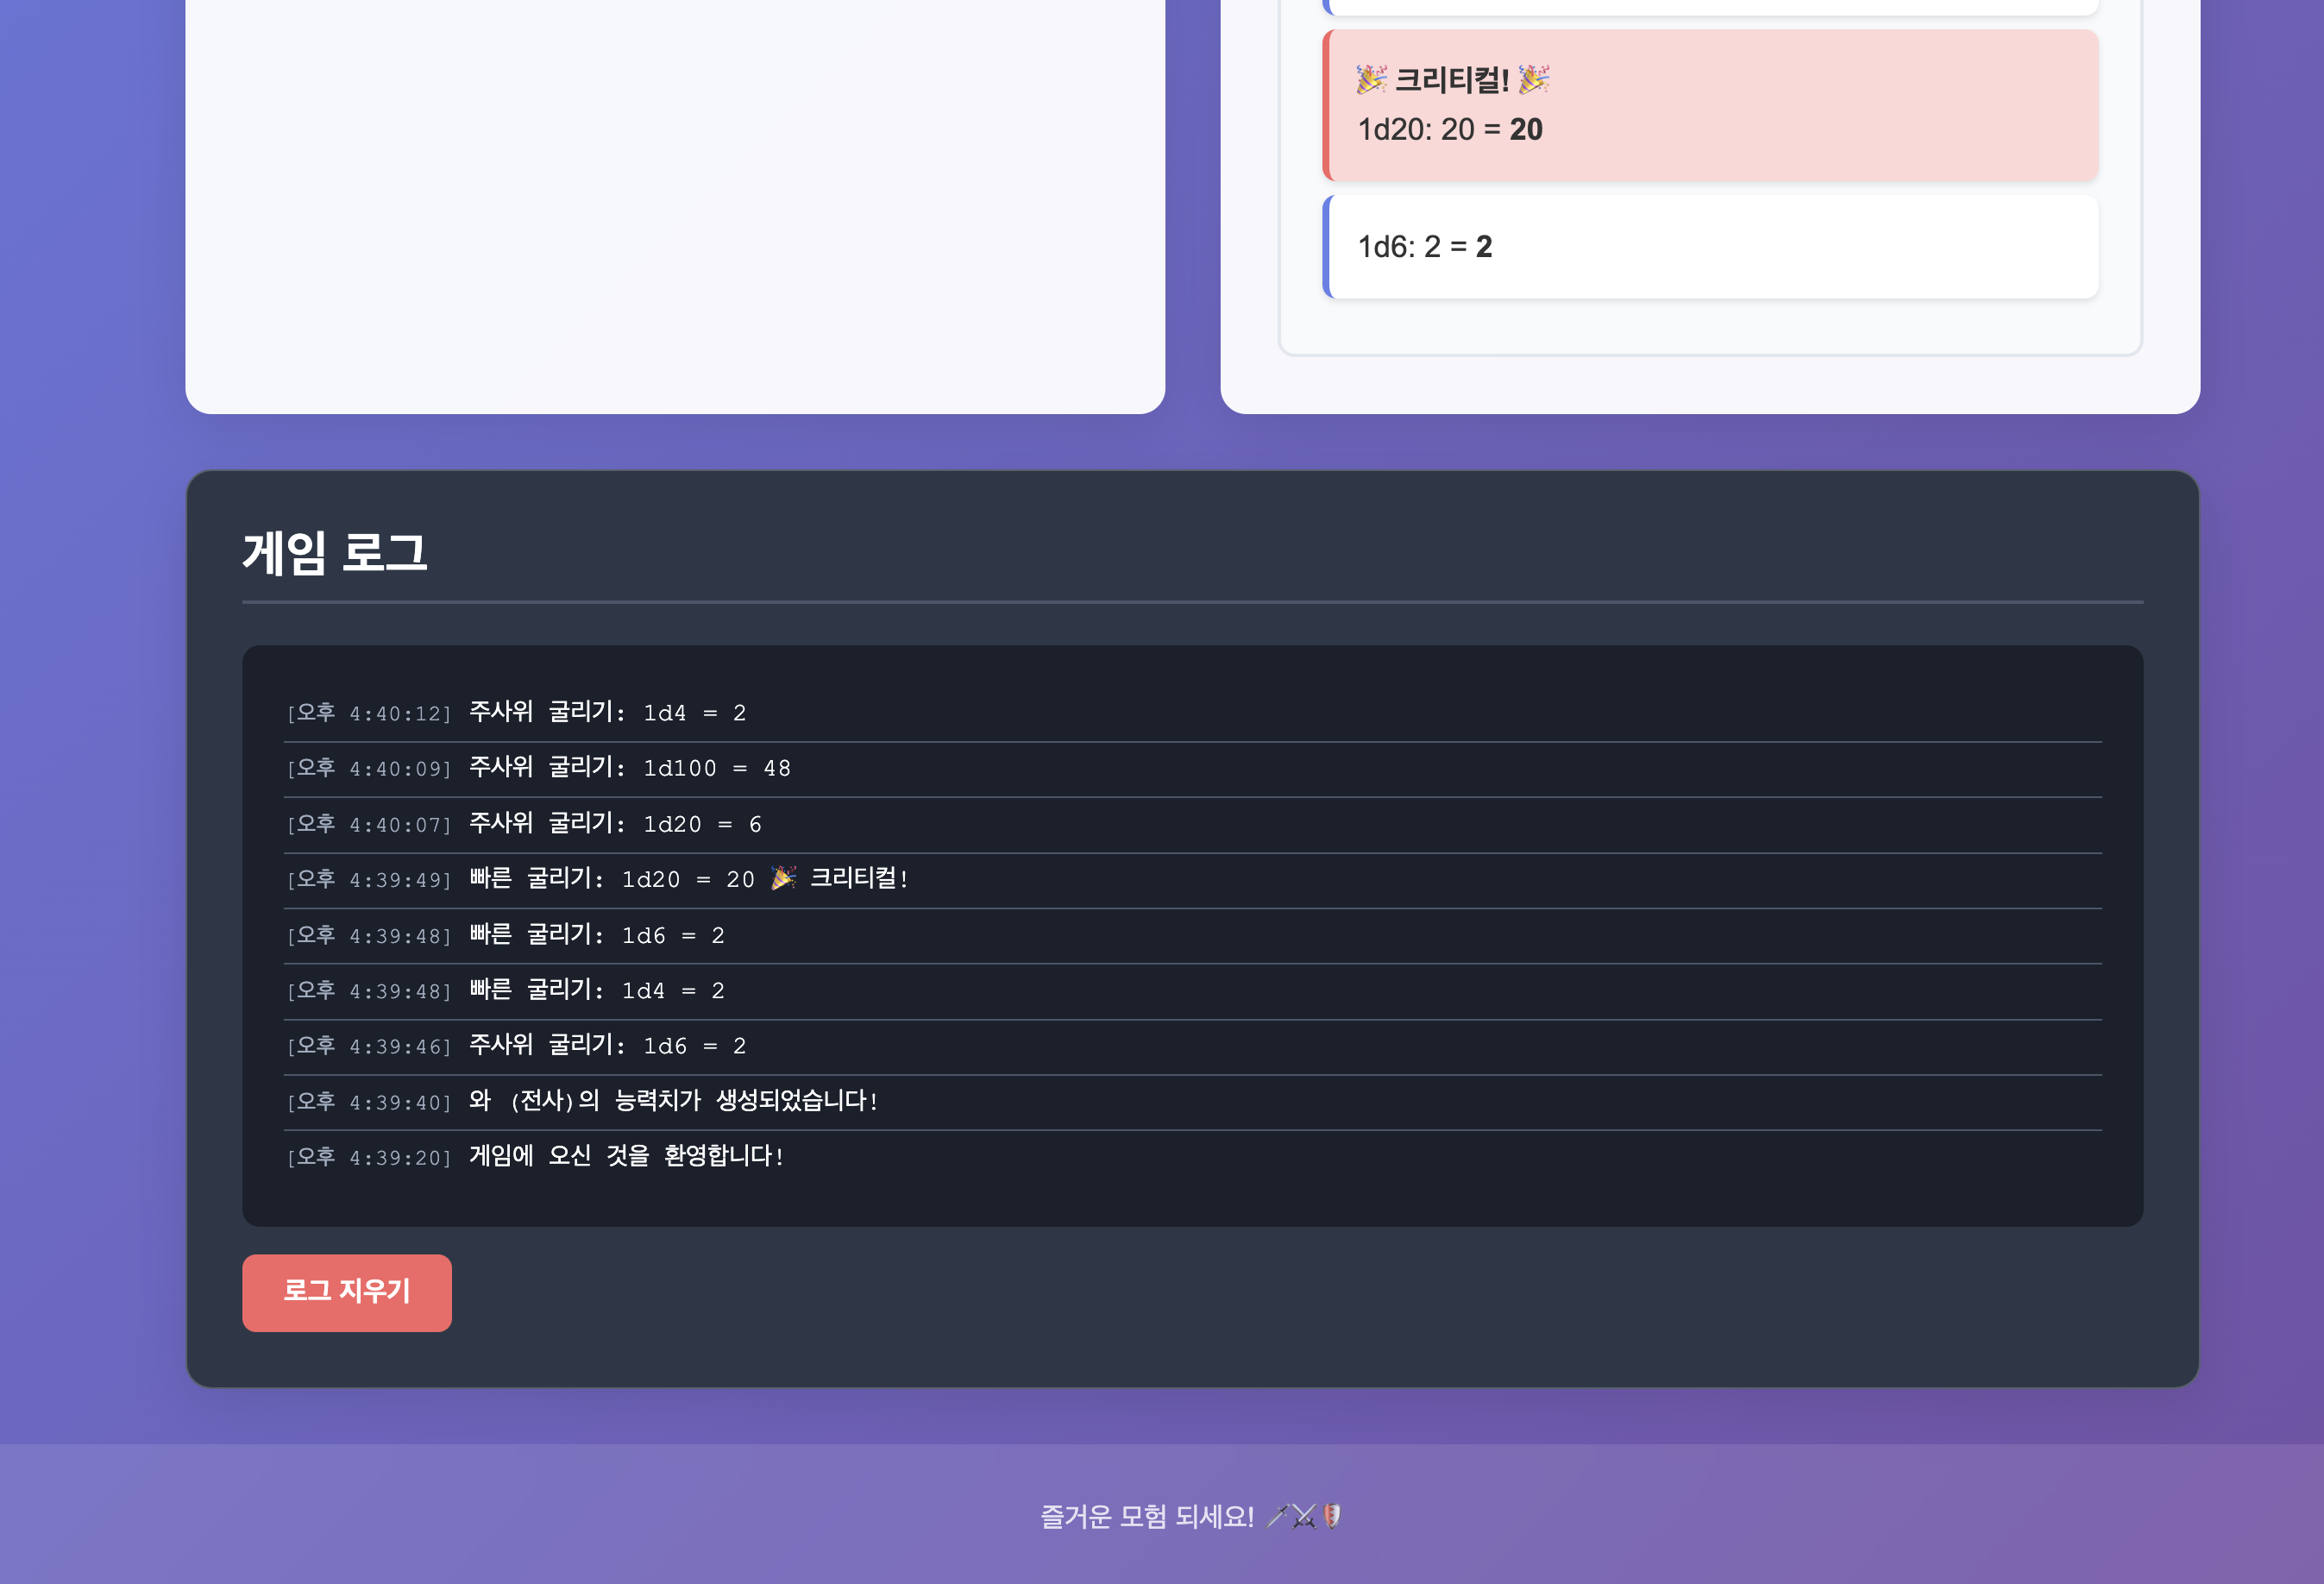 🎉 크리티컬! 🎉
1d20: 20 = 20
1d6: 2 = 2
게임 로그
[오후 4:40:12] 주사위 굴리기: 1d4 = 2
[오후 4:40:09] 주사위 굴리기: 1d100 = 48
[오후 4:40:07] 주사위 굴리기: 1d20 = 6
[오후 4:39:49] 빠른 굴리기: 1d20 = 20 🎉 크리티컬!
[오후 4:39:48] 빠른 굴리기: 1d6 = 2
[오후 4:39:48] 빠른 굴리기: 1d4 = 2
[오후 4:39:46] 주사위 굴리기: 1d6 = 2
[오후 4:39:40] 와 (전사)의 능력치가 생성되었습니다!
[오후 4:39:20] 게임에 오신 것을 환영합니다!
로그 지우기
즐거운 모험 되세요! 🗡️⚔️🛡️